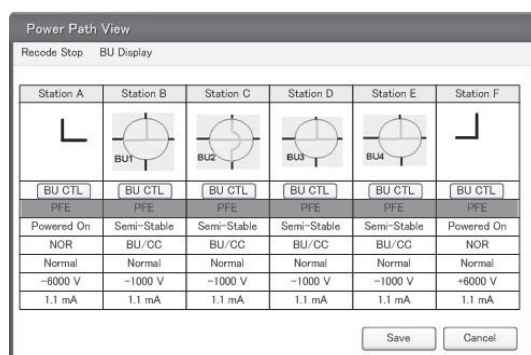 Power Path View
Recode Stop BU Display
Station A Station B Station C Station D Station E Station F
BU1 BU2 BU3 BU4
BU CTL BU CTL BU CTL BU CTL BU CTL BU CTL
PFE PFE PFE PFE PFE PFE
Powered On Semi-Stable Semi-Stable Semi-Stable Semi-Stable Powered On
NOR BU/CC BU/CC BU/CC BU/CC NOR
Normal Normal Normal Normal Normal Normal
-6000 V -1000 V -1000 V -1000 V -1000 V +6000 V
1.1 mA 1.1 mA 1.1 mA 1.1 mA 1.1 mA 1.1 mA
Save Cancel